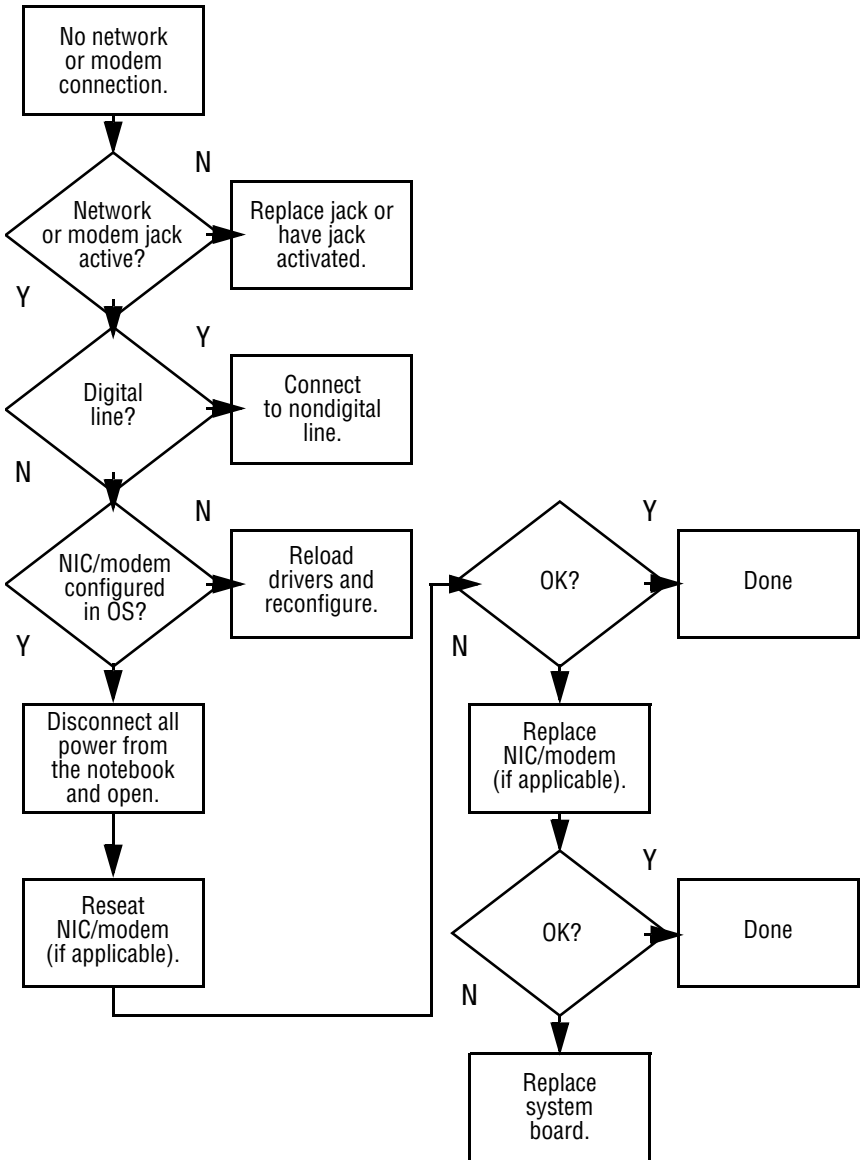 No network
or modem
connection.
N
Network
or modem jack
active?
Replace jack or
have jack
activated.
Y
Y
Digital
line?
Connect
to nondigital
line.
N
N
NIC/modem
configured
in OS?
Reload
drivers and
reconfigure.
Y
Disconnect all
power from
the notebook
and open.
Reseat
NIC/modem
(if applicable).
Y
OK?
Done
N
Replace
NIC/modem
(if applicable).
Y
OK?
Done
N
Replace
system
board.